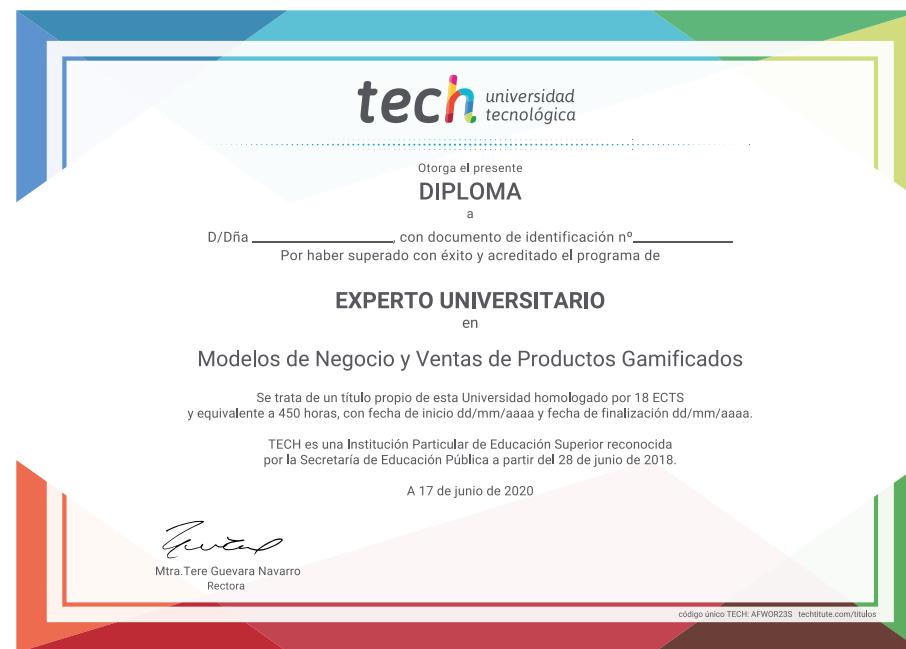 tech universidad
tecnológica
Otorga el presente
DIPLOMA
a
D/Dña ____________________, con documento de identificación nº______________
Por haber superado con éxito y acreditado el programa de
EXPERTO UNIVERSITARIO
en
Modelos de Negocio y Ventas de Productos Gamificados
Se trata de un título propio de esta Universidad homologado por 18 ECTS
y equivalente a 450 horas, con fecha de inicio dd/mm/aaaa y fecha de finalización dd/mm/aaaa.
TECH es una Institución Particular de Educación Superior reconocida
por la Secretaría de Educación Pública a partir del 28 de junio de 2018.
A 17 de junio de 2020
Mtra.Tere Guevara Navarro
Rectora
código único TECH: AFWOR23S techtitute.com/titulos